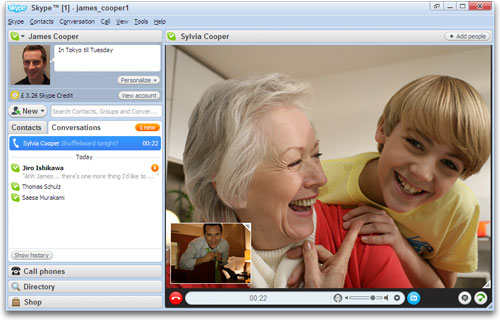 Skype™ [1] - james_cooper1
Skype Contacts Conversation Call View Tools Help
James Cooper
In Tokyo till Tuesday
Personalize
£ 3.26 Skype Credit
View account
New
Search Contacts, Groups and Conver...
Contacts
Conversations
1 new
Sylvia Cooper Shuffleboard tonight? 00:22
Today
Jiro Ishikawa
1
"Ahh James... there's one more thing I'd like to ...
Thomas Schulz
Saesa Murakami
Show history
Call phones
Directory
Shop
Sylvia Cooper
+ Add people
00:22